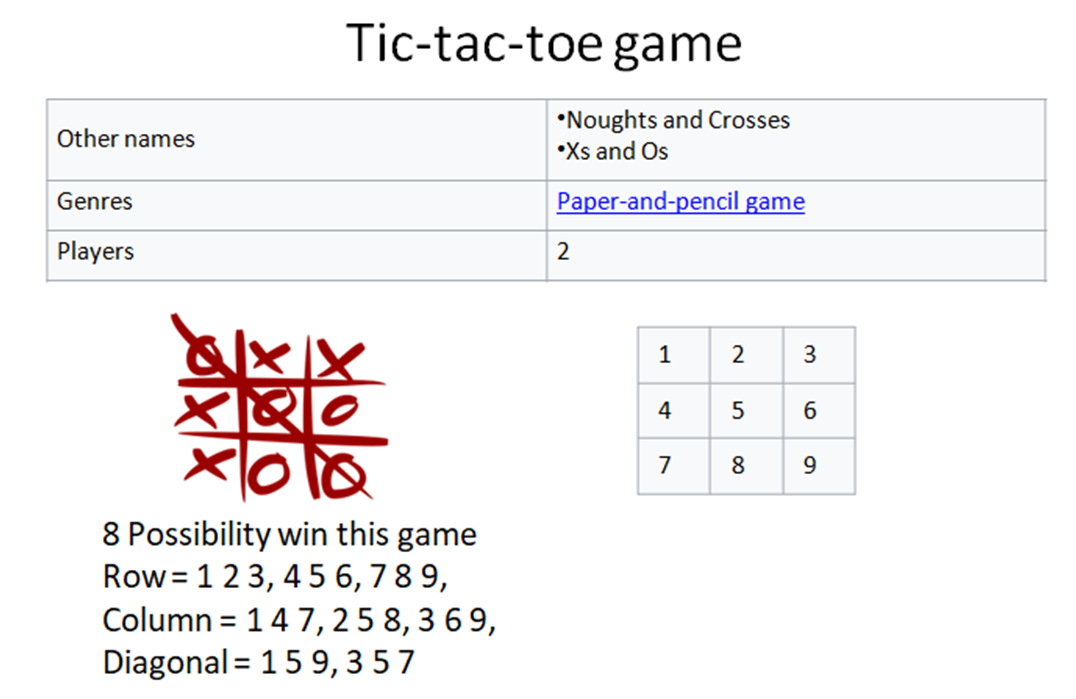 Tic-tac-toe game
Other names
•Noughts and Crosses
•Xs and Os
Genres
Paper-and-pencil game
Players
2
O X X
X O O
X O O
1 2 3
4 5 6
7 8 9
8 Possibility win this game
Row = 1 2 3, 4 5 6, 7 8 9,
Column = 1 4 7, 2 5 8, 3 6 9,
Diagonal = 1 5 9, 3 5 7